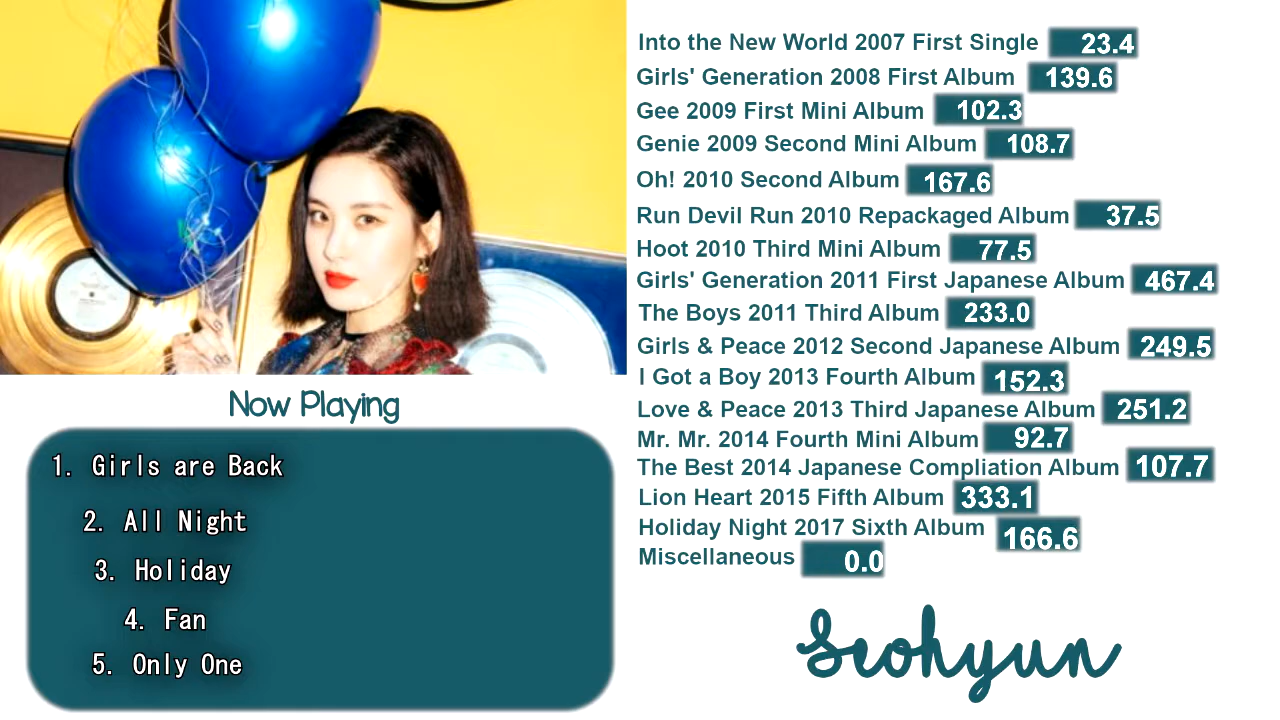 Now Playing
1. Girls are Back
2. All Night
3. Holiday
4. Fan
5. Only One
Into the New World 2007 First Single 23.4
Girls' Generation 2008 First Album 139.6
Gee 2009 First Mini Album 102.3
Genie 2009 Second Mini Album 108.7
Oh! 2010 Second Album 167.6
Run Devil Run 2010 Repackaged Album 37.5
Hoot 2010 Third Mini Album 77.5
Girls' Generation 2011 First Japanese Album 467.4
The Boys 2011 Third Album 233.0
Girls & Peace 2012 Second Japanese Album 249.5
I Got a Boy 2013 Fourth Album 152.3
Love & Peace 2013 Third Japanese Album 251.2
Mr. Mr. 2014 Fourth Mini Album 92.7
The Best 2014 Japanese Compliation Album 107.7
Lion Heart 2015 Fifth Album 333.1
Holiday Night 2017 Sixth Album 166.6
Miscellaneous 0.0
Seohyun